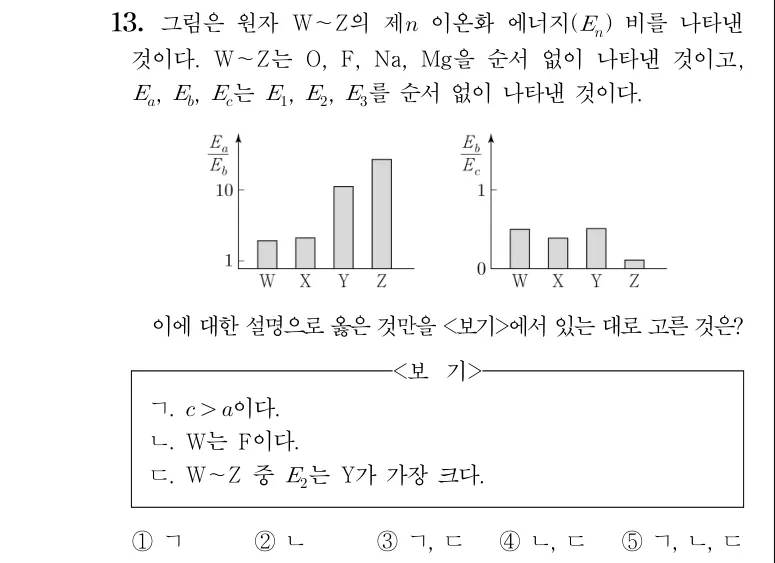 13. 그림은 원자 W~Z의 제n 이온화 에너지(Eₙ) 비를 나타낸
것이다. W~Z는 O, F, Na, Mg을 순서 없이 나타낸 것이고,
Eₐ, E_b, E_c는 E₁, E₂, E₃를 순서 없이 나타낸 것이다.
Eₐ/E_b
10
1
W X Y Z
E_b/E_c
1
0
W X Y Z
이에 대한 설명으로 옳은 것만을 <보기>에서 있는 대로 고른 것은?
<보 기>
ㄱ. c > a이다.
ㄴ. W는 F이다.
ㄷ. W~Z 중 E₂는 Y가 가장 크다.
① ㄱ ② ㄴ ③ ㄱ, ㄷ ④ ㄴ, ㄷ ⑤ ㄱ, ㄴ, ㄷ